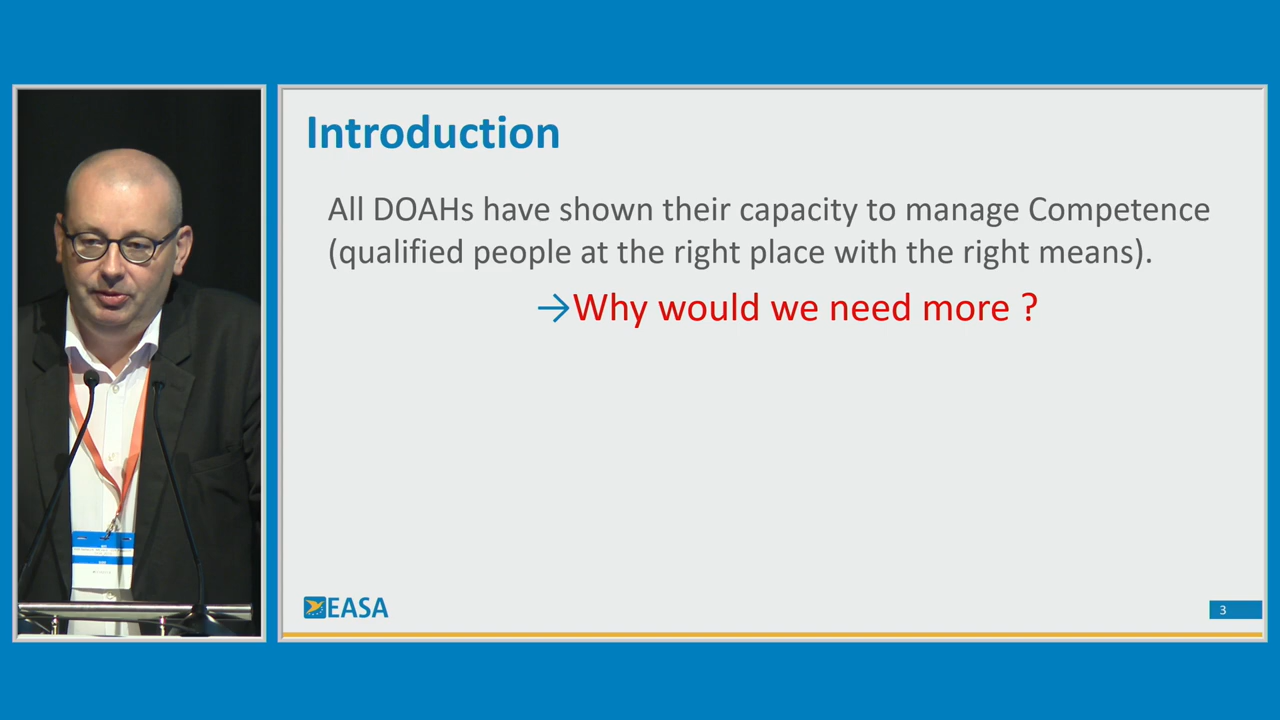 Introduction
All DOAHs have shown their capacity to manage Competence
(qualified people at the right place with the right means).
→Why would we need more ?
EASA
3